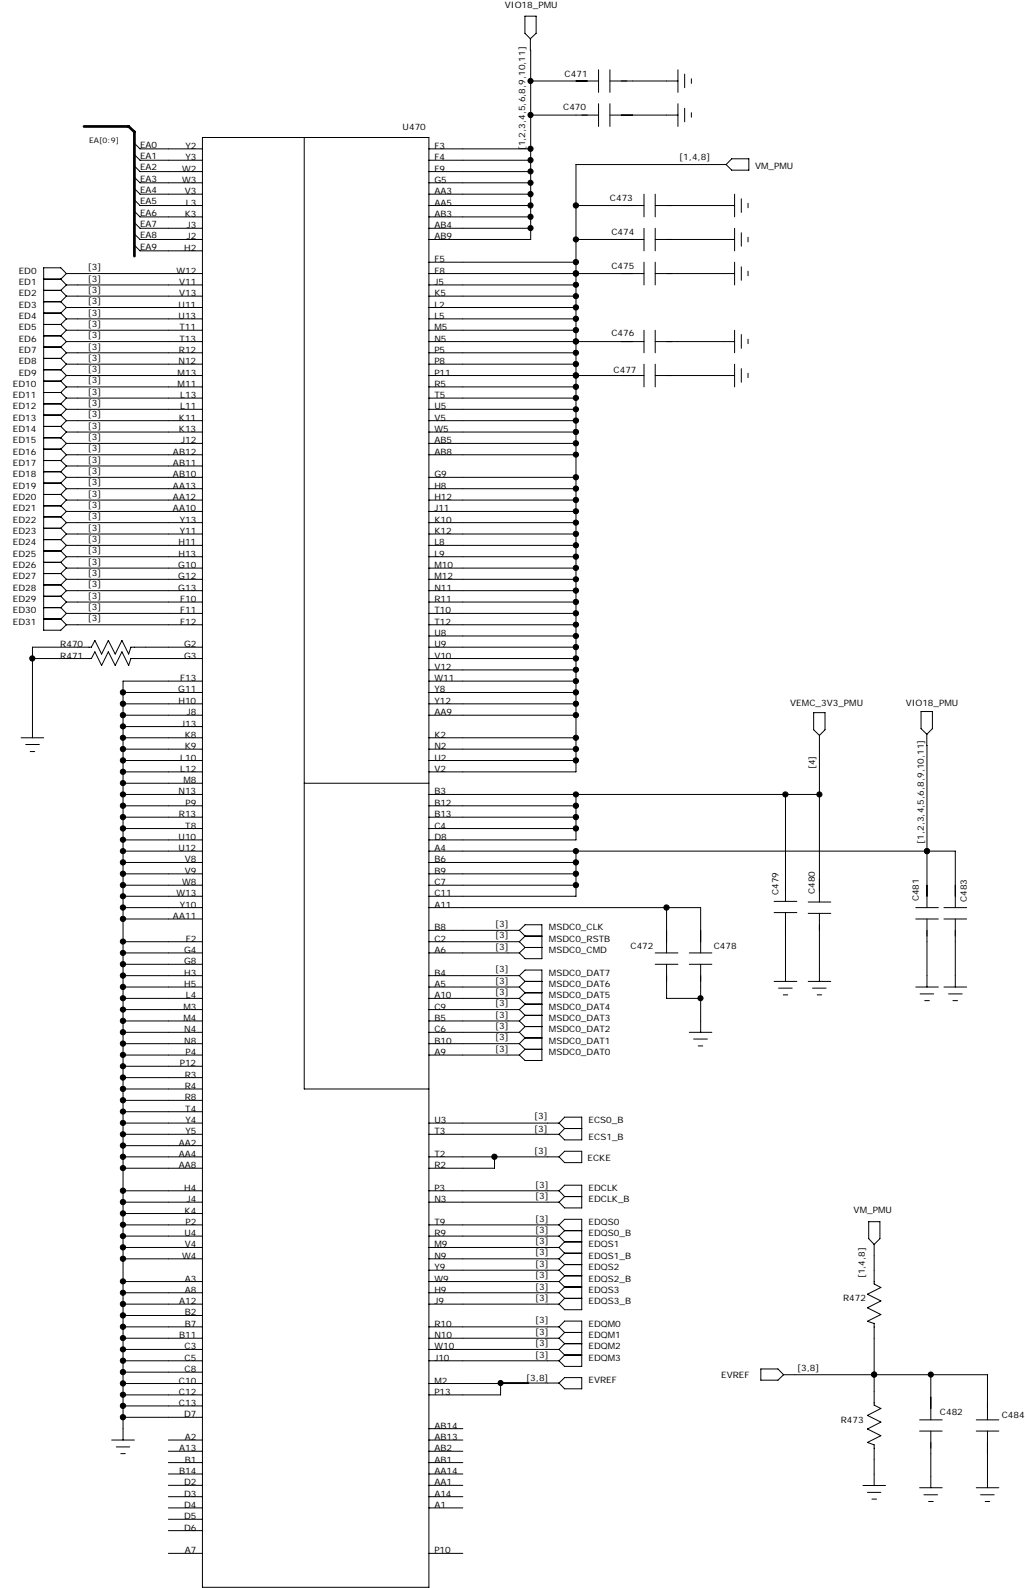 VIO18_PMU
[1,2,3,4,5,6,8,9,10,11]
C471
C470
U470
EA[0:9]
EA0 Y2
EA1 Y3
EA2 W2
EA3 W3
EA4 V3
EA5 L3
EA6 K3
EA7 J3
EA8 J2
EA9 H2
ED0 [3] W12
ED1 [3] V11
ED2 [3] V13
ED3 [3] U11
ED4 [3] U13
ED5 [3] T11
ED6 [3] T13
ED7 [3] R12
ED8 [3] N12
ED9 [3] M13
ED10 [3] M11
ED11 [3] L13
ED12 [3] L11
ED13 [3] K11
ED14 [3] K13
ED15 [3] J12
ED16 [3] AB12
ED17 [3] AB11
ED18 [3] AB10
ED19 [3] AA13
ED20 [3] AA12
ED21 [3] AA10
ED22 [3] Y13
ED23 [3] Y11
ED24 [3] H11
ED25 [3] H13
ED26 [3] G10
ED27 [3] G12
ED28 [3] G13
ED29 [3] F10
ED30 [3] F11
ED31 [3] F12
R470 G2
R471 G3
F13
G11
H10
J8
J13
K8
K9
L10
L12
M8
N13
P9
R13
T8
U10
U12
V8
V9
W8
W13
Y10
AA11
F2
G4
G8
H3
H5
L4
M3
M4
N4
N8
P4
P12
R3
R4
R8
T4
Y4
Y5
AA2
AA4
AA8
H4
J4
K4
P2
U4
V4
W4
A3
A8
A12
B2
B7
B11
C3
C5
C8
C10
C12
C13
D7
A2
A13
B1
B14
D2
D3
D4
D5
D6
A7
F3
F4
F9
G5
AA3
AA5
AB3
AB4
AB9
[1,4,8]
VM_PMU
C473
C474
C475
C476
C477
F5
F8
J5
K5
L2
L5
M5
N5
P5
P8
P11
R5
T5
U5
V5
W5
AB5
AB8
G9
H8
H12
J11
K10
K12
L8
L9
M10
M12
N11
R11
T10
T12
U8
U9
V10
V12
W11
Y8
Y12
AA9
K2
N2
U2
V2
B3
B12
B13
C4
D8
A4
B6
B9
C7
C11
A11
VEMC_3V3_PMU
[4]
VIO18_PMU
[1,2,3,4,5,6,8,9,10,11]
C479
C480
C481
C483
C472
C478
B8 [3] MSDC0_CLK
C2 [3] MSDC0_RSTB
A6 [3] MSDC0_CMD
B4 [3] MSDC0_DAT7
A5 [3] MSDC0_DAT6
A10 [3] MSDC0_DAT5
C9 [3] MSDC0_DAT4
B5 [3] MSDC0_DAT3
C6 [3] MSDC0_DAT2
B10 [3] MSDC0_DAT1
A9 [3] MSDC0_DAT0
U3 [3] ECS0_B
T3 [3] ECS1_B
T2 [3] ECKE
R2
P3 [3] EDCLK
N3 [3] EDCLK_B
T9 [3] EDQS0
R9 [3] EDQS0_B
M9 [3] EDQS1
N9 [3] EDQS1_B
Y9 [3] EDQS2
W9 [3] EDQS2_B
H9 [3] EDQS3
J9 [3] EDQS3_B
R10 [3] EDQM0
N10 [3] EDQM1
W10 [3] EDQM2
J10 [3] EDQM3
M2 [3,8] EVREF
P13
AB14
AB13
AB2
AB1
AA14
AA1
A14
A1
P10
VM_PMU
[1,4,8]
R472
EVREF [3,8]
R473
C482
C484